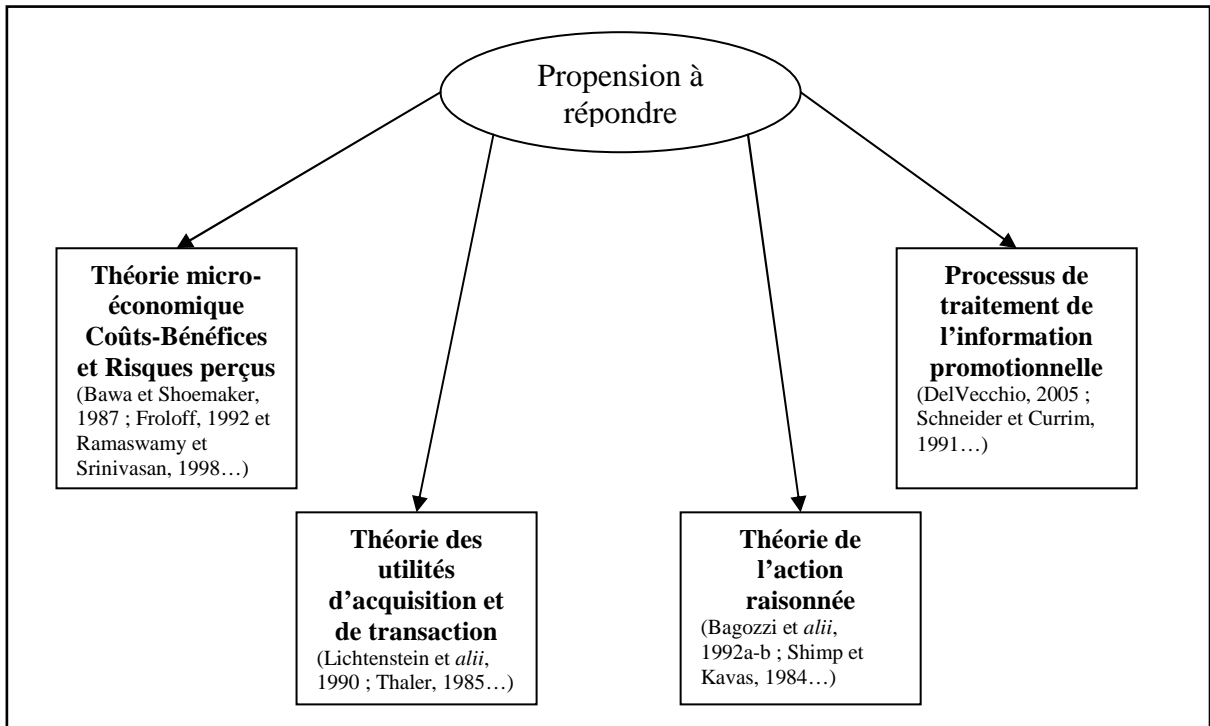 Propension à
répondre
Théorie micro-
économique
Coûts-Bénéfices
et Risques perçus
(Bawa et Shoemaker,
1987 ; Froloff, 1992 et
Ramaswamy et
Srinivasan, 1998…)
Théorie des
utilités
d’acquisition et
de transaction
(Lichtenstein et alii,
1990 ; Thaler, 1985…)
Théorie de
l’action
raisonnée
(Bagozzi et alii,
1992a-b ; Shimp et
Kavas, 1984…)
Processus de
traitement de
l’information
promotionnelle
(DelVecchio, 2005 ;
Schneider et Currim,
1991…)